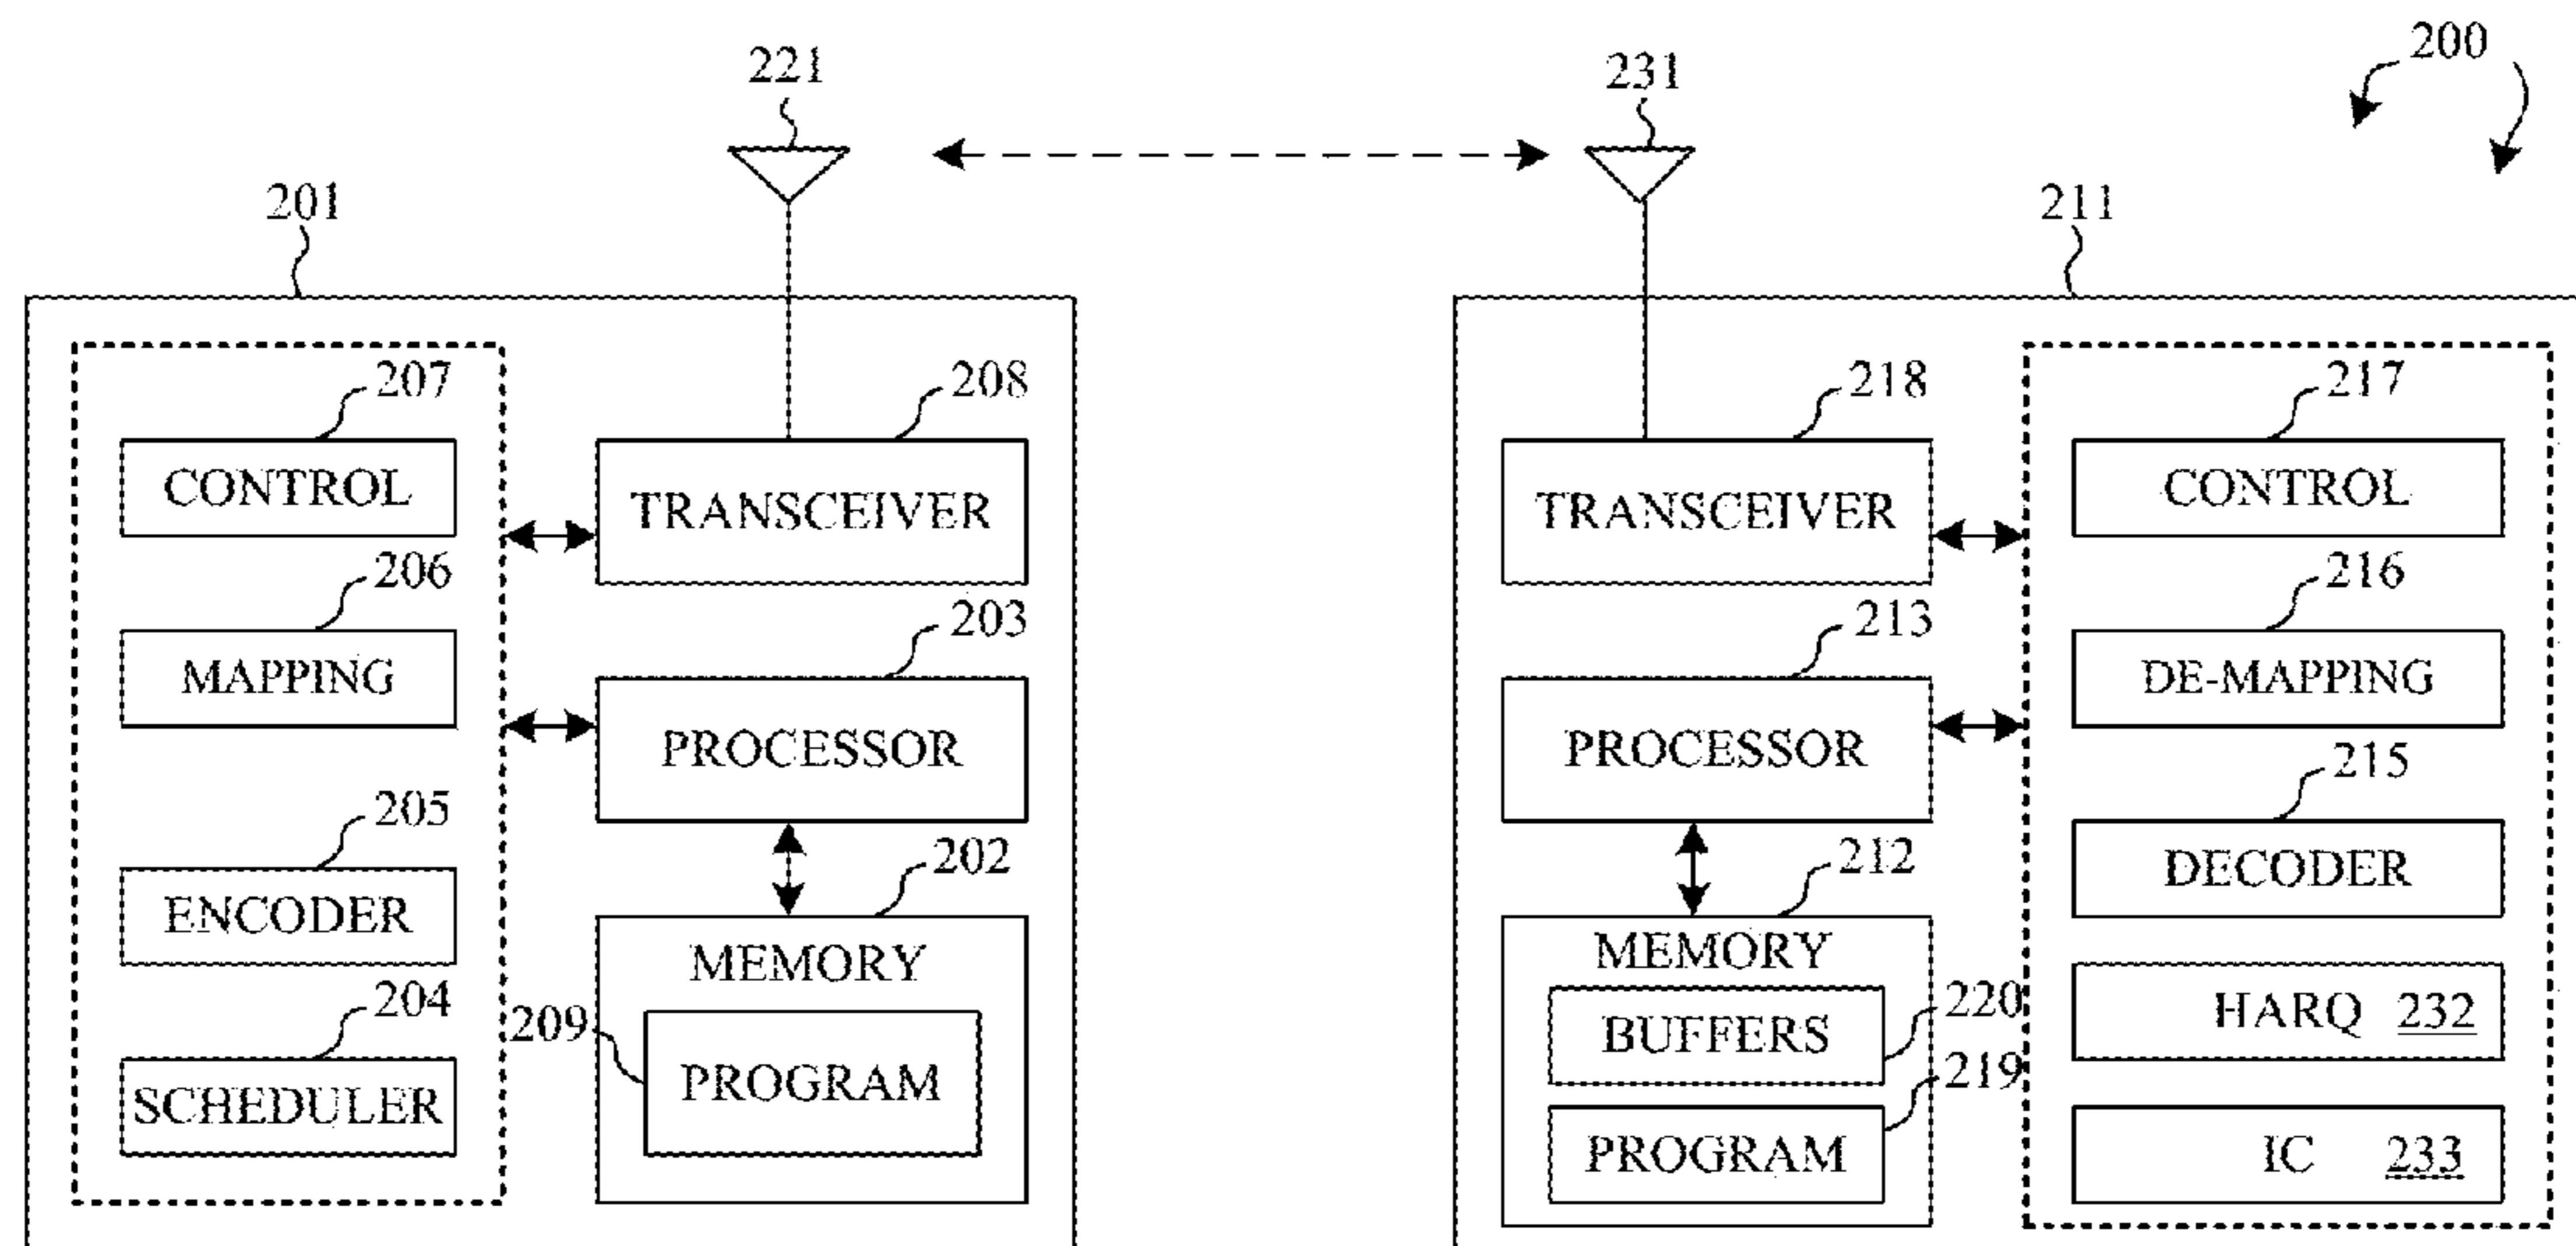 200
221
231
201
211
207
208
218
217
CONTROL
TRANSCEIVER
TRANSCEIVER
CONTROL
206
203
213
216
MAPPING
PROCESSOR
PROCESSOR
DE-MAPPING
205
202
212
215
ENCODER
MEMORY
MEMORY
DECODER
204
209
PROGRAM
BUFFERS
220
HARQ 232
SCHEDULER
PROGRAM
219
IC 233